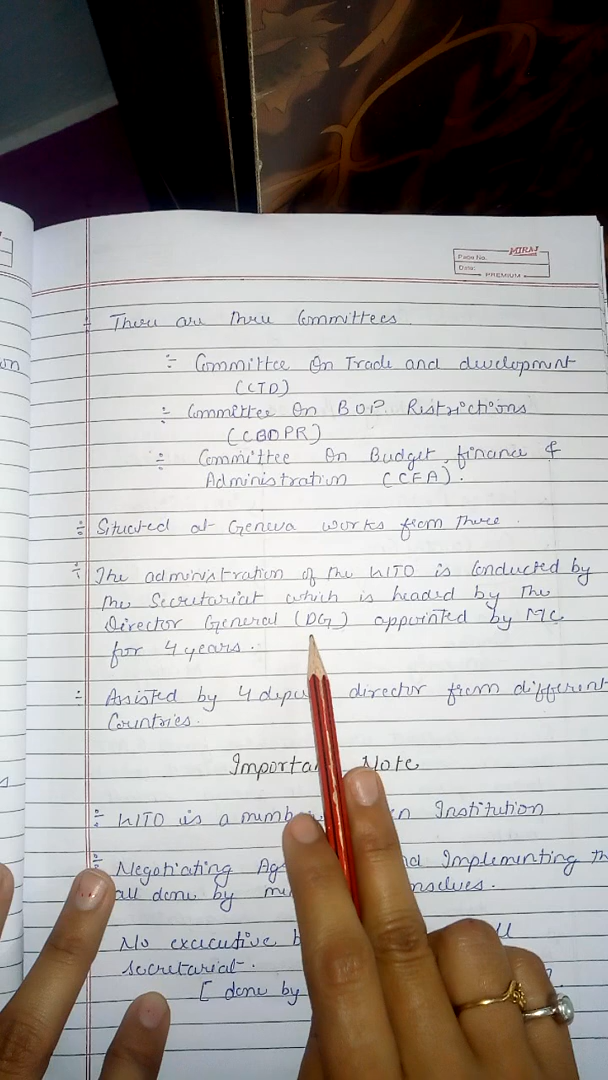 MIRAJ
Page No.
Date:
PREMIUM
There are three Committees
Committee On Trade and development
(CTD)
Committee On BOP Restrictions
(CBOPR)
Committee On Budget, finance &
Administration (CFA).
on
Situated at Geneva works from There.
The administration of the WTO is Conducted by
the Secretariat which is headed by The
Director General (DG) appointed by MC
for 4 years.
Assisted by 4 depu director from different
Countries.
Importa Note
WTO is a memb n Institution
Negotiating Ag Implementing th
all done by me mselves.
No executive b
secretariat.
[ done by